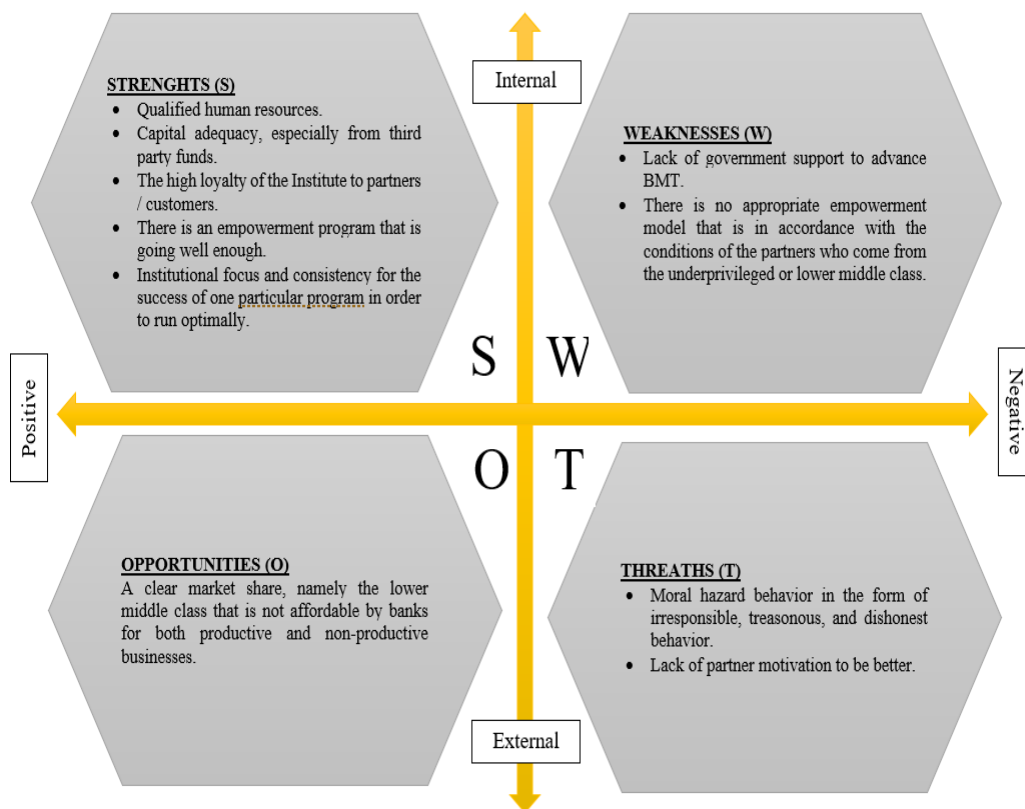 Internal
STRENGHTS (S)
• Qualified human resources.
• Capital adequacy, especially from third
party funds.
• The high loyalty of the Institute to partners
/ customers.
• There is an empowerment program that is
going well enough.
• Institutional focus and consistency for the
success of one particular program in order
to run optimally.
WEAKNESSES (W)
• Lack of government support to advance
BMT.
• There is no appropriate empowerment
model that is in accordance with the
conditions of the partners who come from
the underprivileged or lower middle class.
S W
Positive
Negative
O T
OPPORTUNITIES (O)
A clear market share, namely the lower
middle class that is not affordable by banks
for both productive and non-productive
businesses.
THREATHS (T)
• Moral hazard behavior in the form of
irresponsible, treasonous, and dishonest
behavior.
• Lack of partner motivation to be better.
External